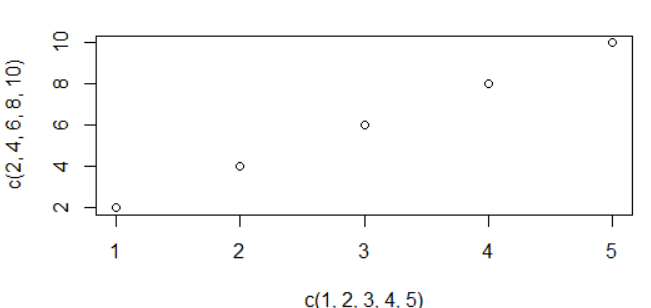 c(2, 4, 6, 8, 10)
10
8
6
4
2
1 2 3 4 5
c(1, 2, 3, 4, 5)